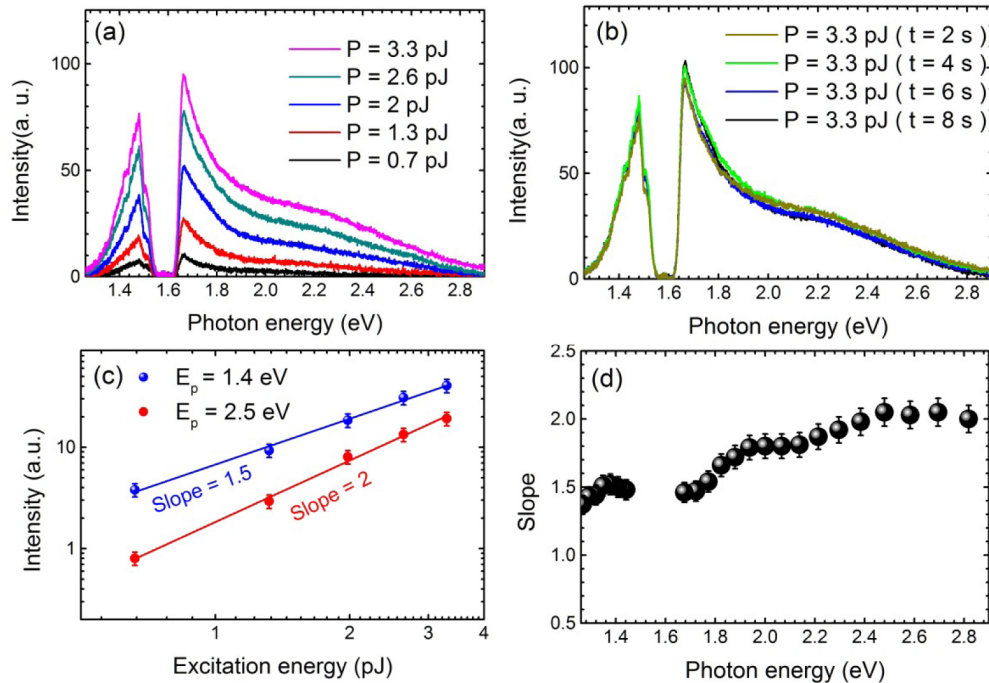 (a)
P = 3.3 pJ
P = 2.6 pJ
P = 2 pJ
P = 1.3 pJ
P = 0.7 pJ
Intensity(a. u.)
100
50
0
1.4 1.6 1.8 2.0 2.2 2.4 2.6 2.8
Photon energy (eV)
(b)
P = 3.3 pJ ( t = 2 s )
P = 3.3 pJ ( t = 4 s )
P = 3.3 pJ ( t = 6 s )
P = 3.3 pJ ( t = 8 s )
Intensity(a. u.)
100
50
0
1.4 1.6 1.8 2.0 2.2 2.4 2.6 2.8
Photon energy (eV)
(c)
Ep = 1.4 eV
Ep = 2.5 eV
Slope = 1.5
Slope = 2
Intensity (a.u.)
10
1
1 2 3 4
Excitation energy (pJ)
(d)
Slope
2.5
2.0
1.5
1.0
0.5
1.4 1.6 1.8 2.0 2.2 2.4 2.6 2.8
Photon energy (eV)